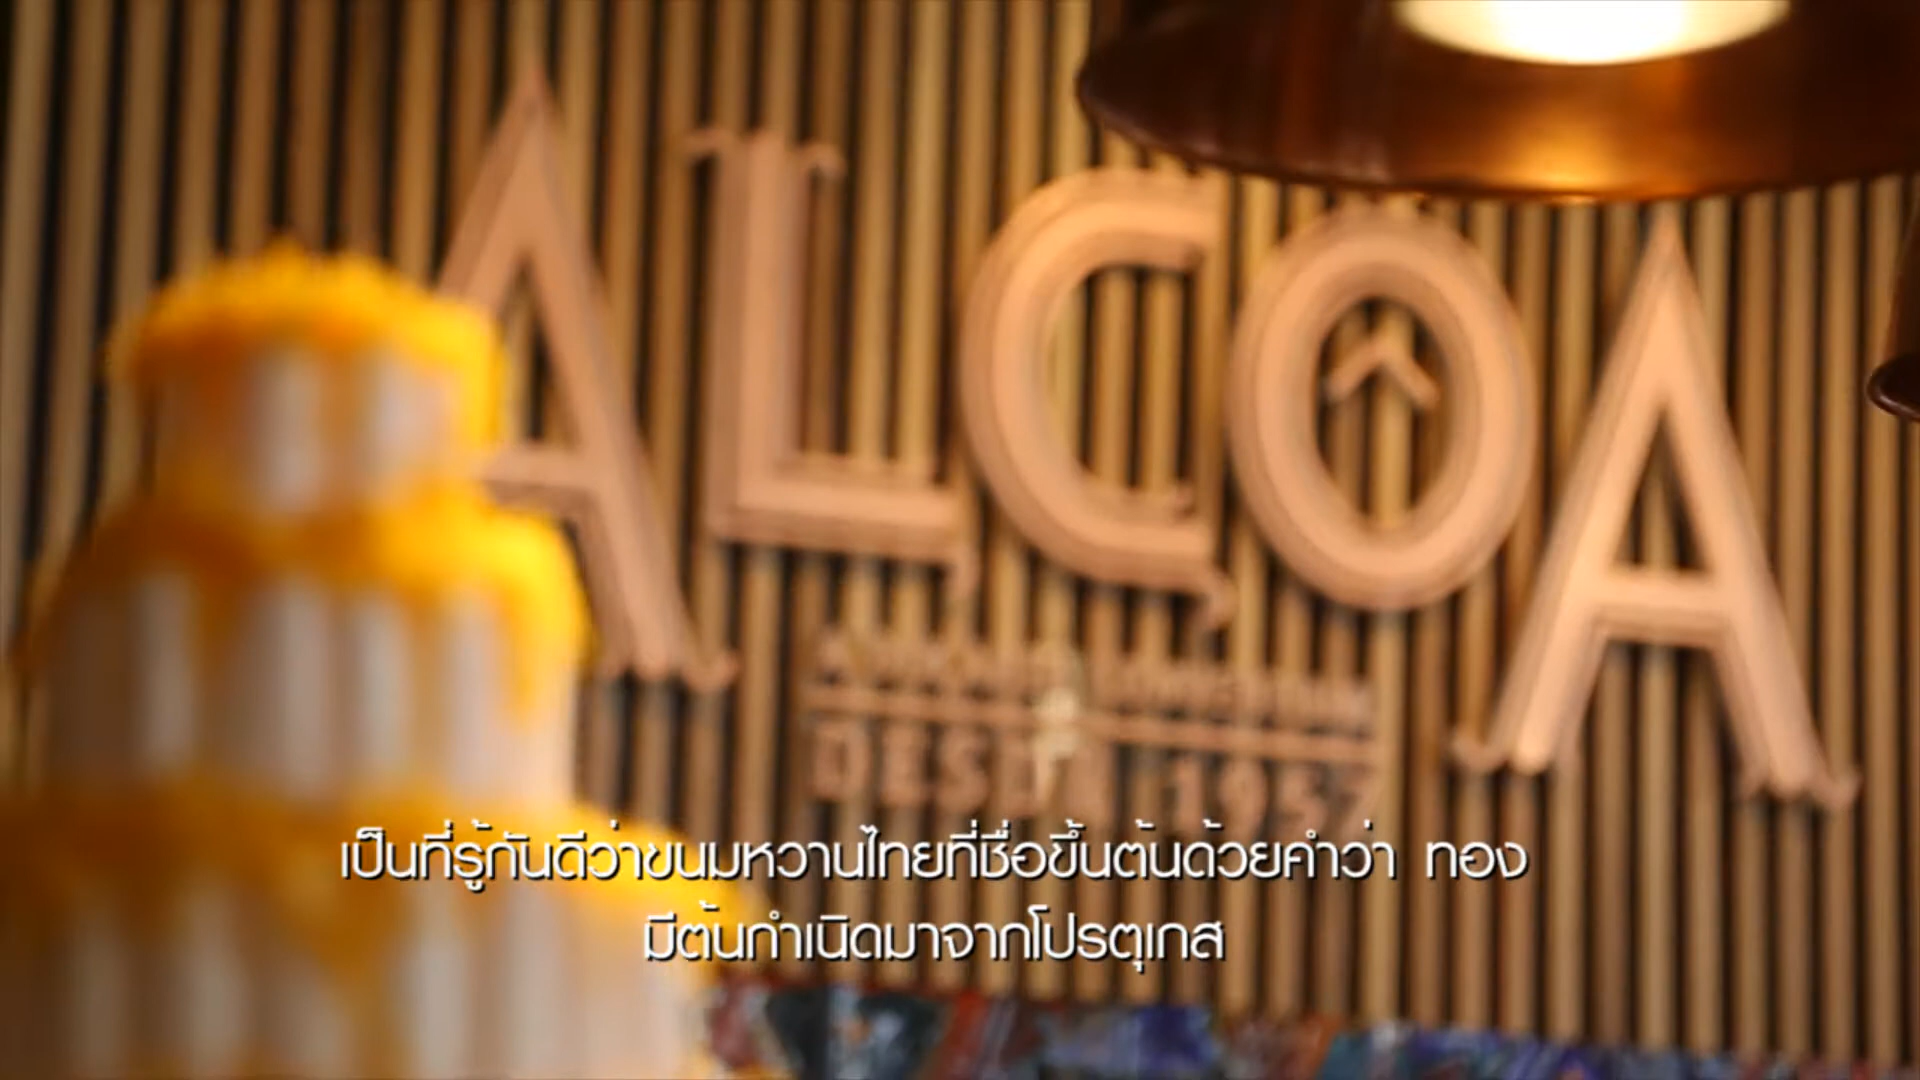 ALCÔA
DESDE 1957
เป็นที่รู้กันดีว่าขนมหวานไทยที่ชื่อขึ้นต้นด้วยคำว่า ทอง
มีต้นกำเนิดมาจากโปรตุเกส